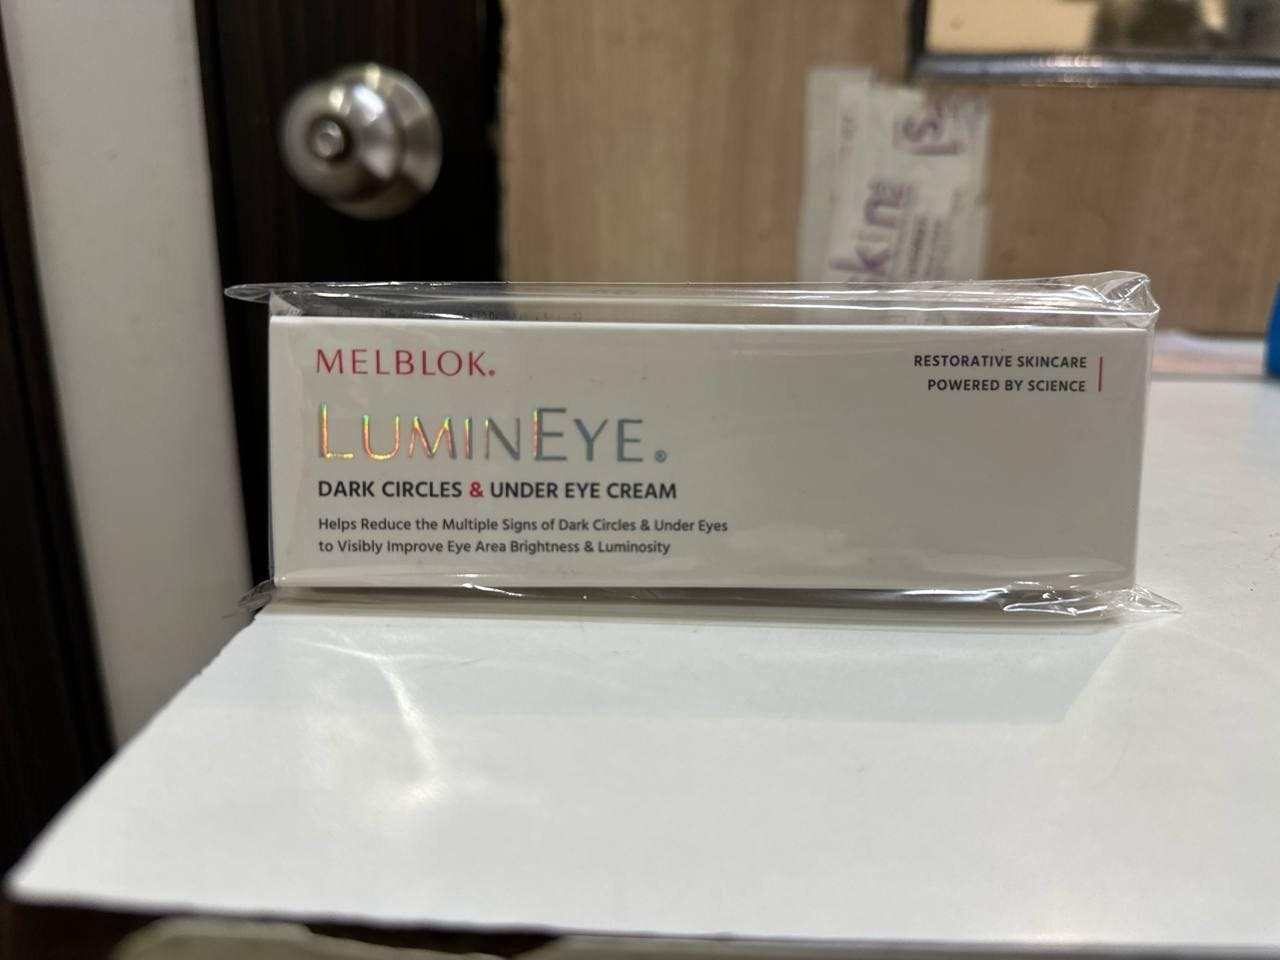 MELBLOK.
RESTORATIVE SKINCARE
POWERED BY SCIENCE
LUMINEYE.®
DARK CIRCLES & UNDER EYE CREAM
Helps Reduce the Multiple Signs of Dark Circles & Under Eyes
to Visibly Improve Eye Area Brightness & Luminosity
skin